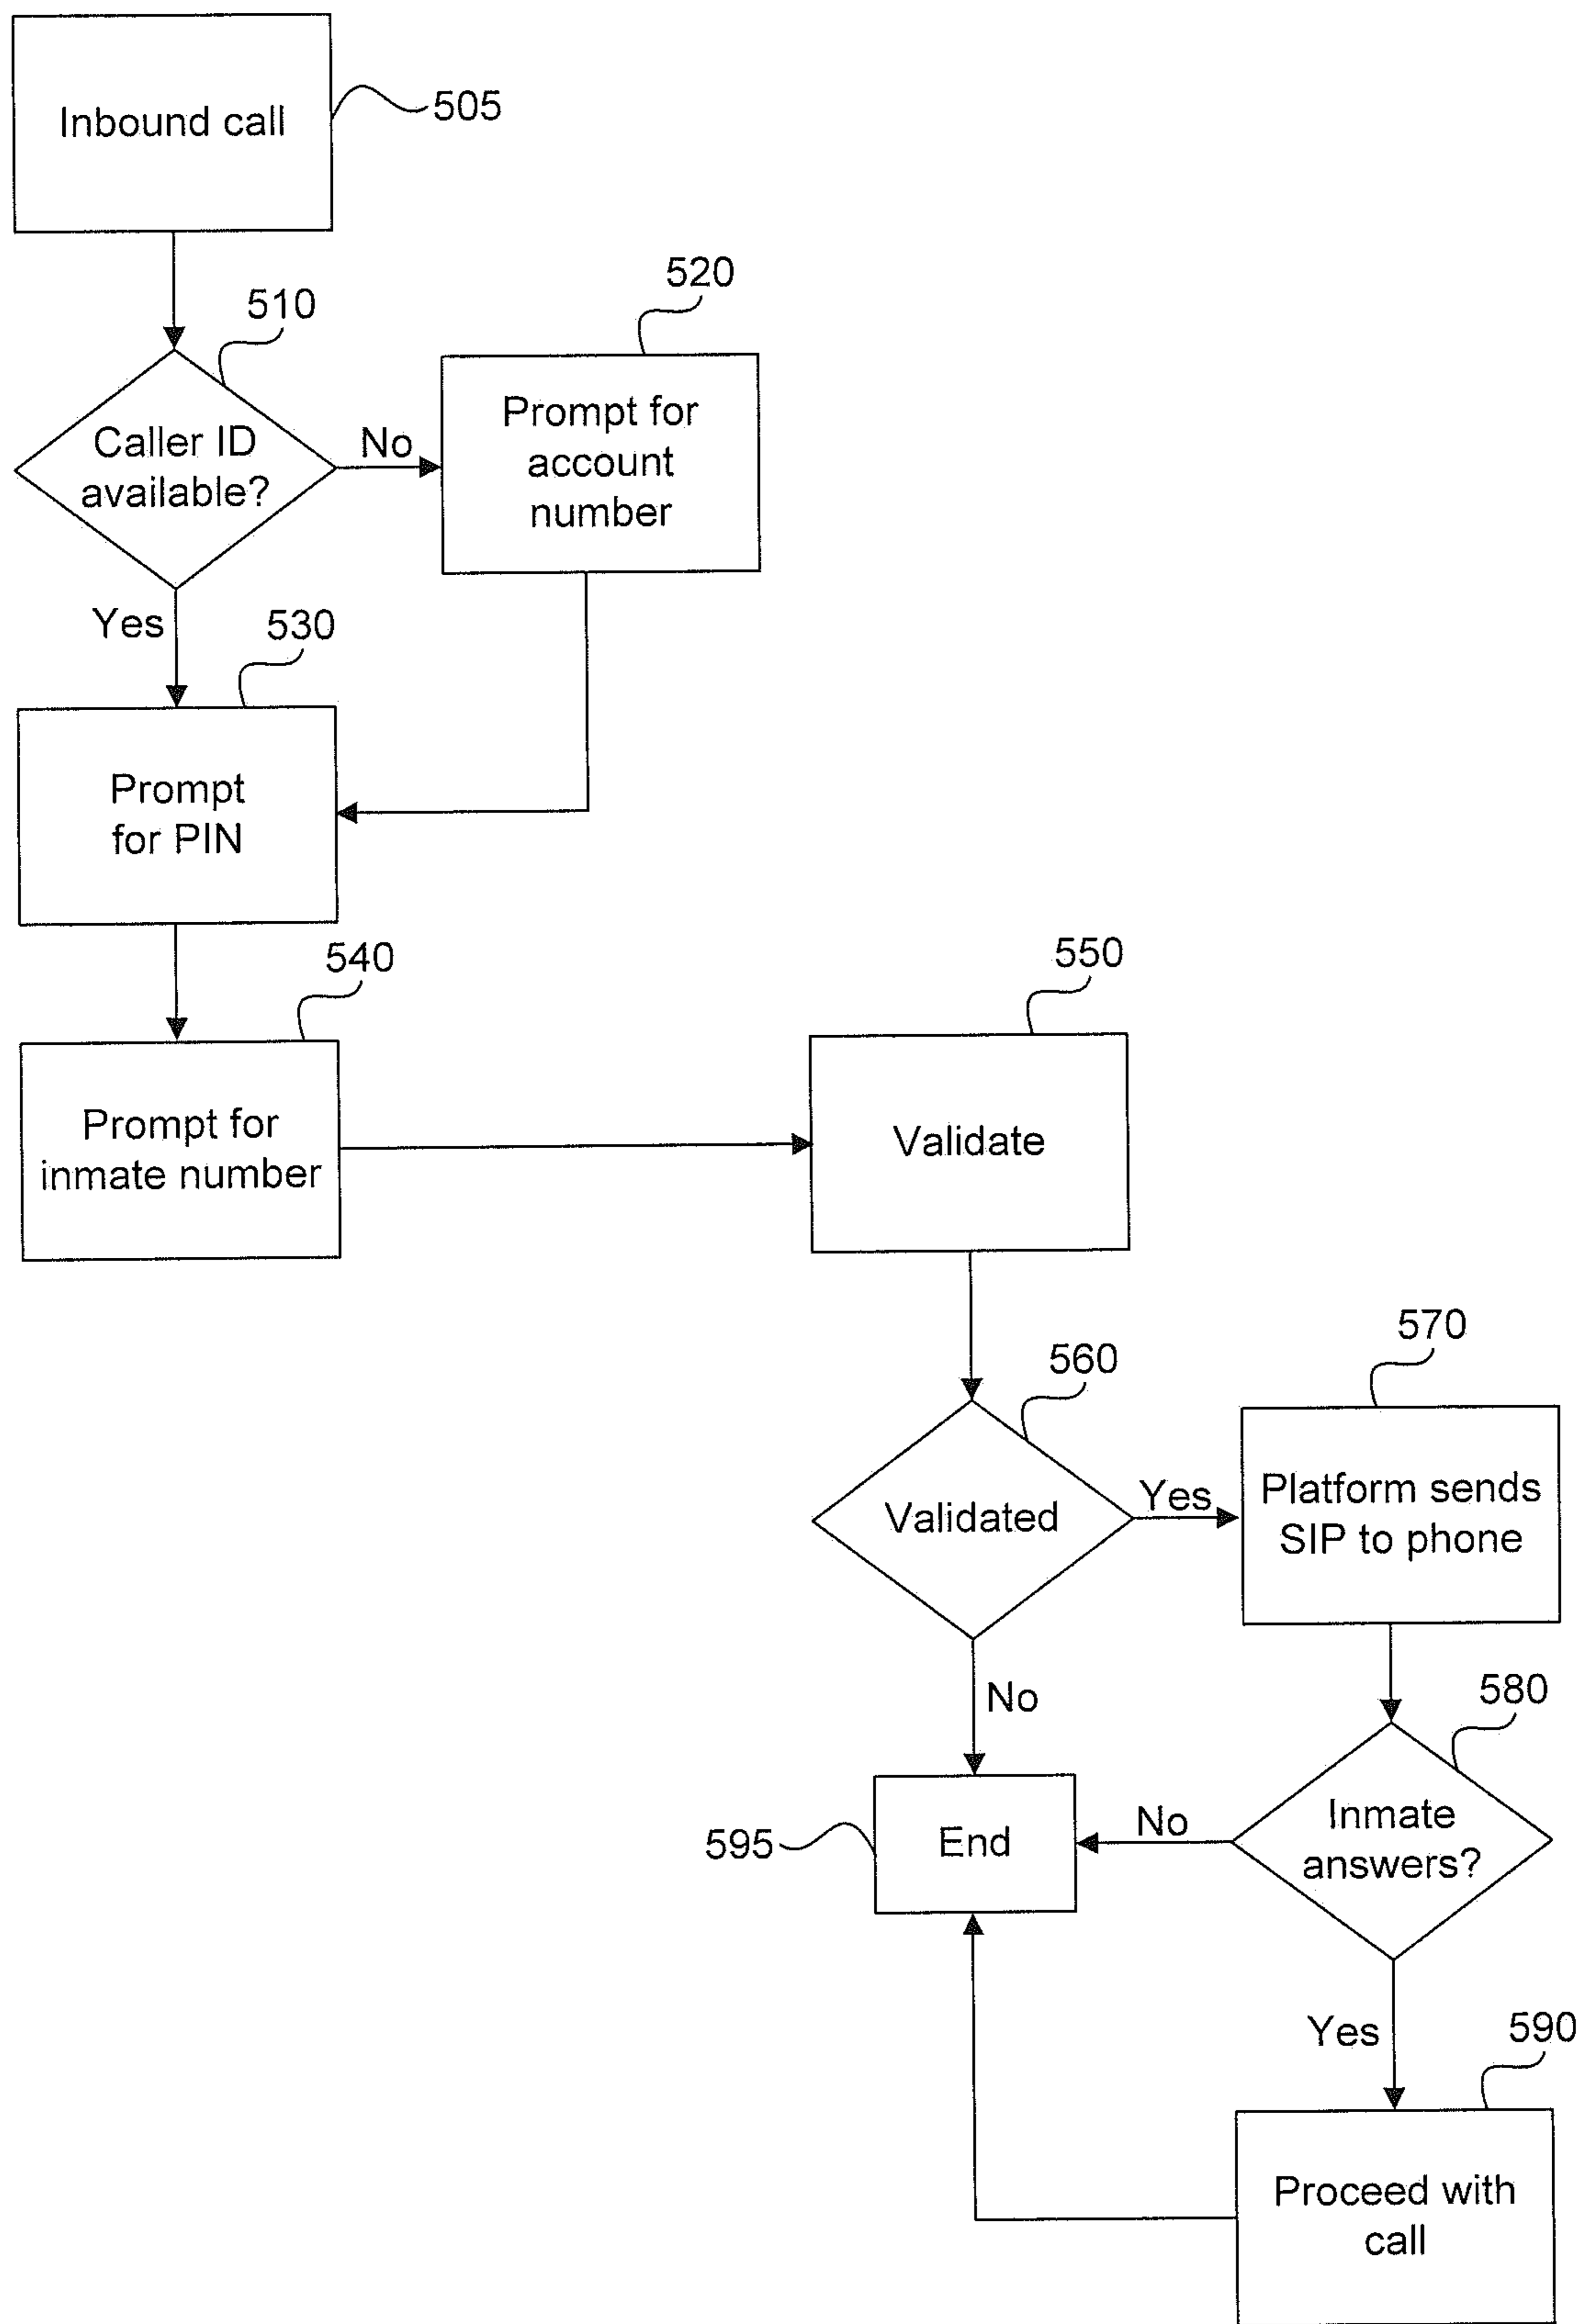 Inbound call
505
510
Caller ID
available?
No
520
Prompt for
account
number
Yes
530
Prompt
for PIN
540
Prompt for
inmate number
550
Validate
560
Validated
Yes
570
Platform sends
SIP to phone
No
580
Inmate
answers?
No
595
End
Yes
590
Proceed with
call